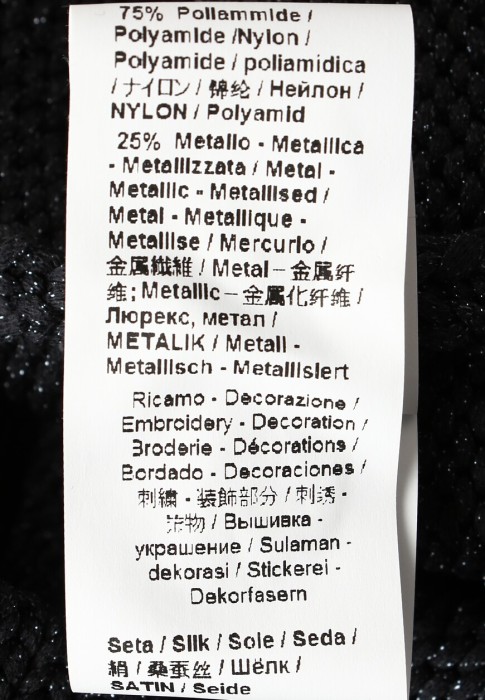 75% Poliammide /
Polyamide /Nylon /
Polyamide / poliamidica
/ ナイロン / 锦纶 / Нейлон /
NYLON / Polyamid
25% Metallo - Metallica
- Metallizzata / Metal -
Metallic - Metallised /
Metal - Metallique -
Metallise / Mercurio /
金属繊維 / Metal – 金属纤
维; Metallic – 金属化纤维 /
Люрекс, метал /
METALIK / Metall -
Metallisch - Metallisiert
Ricamo - Decorazione /
Embroidery - Decoration /
Broderie - Décorations /
Bordado - Decoraciones /
刺繍 - 装飾部分 / 刺绣 -
饰物 / Вышивка -
украшение / Sulaman -
dekorasi / Stickerei -
Dekorfasern
Seta / Silk / Soie / Seda /
絹 / 桑蚕丝 / Шёлк /
SATIN / Seide